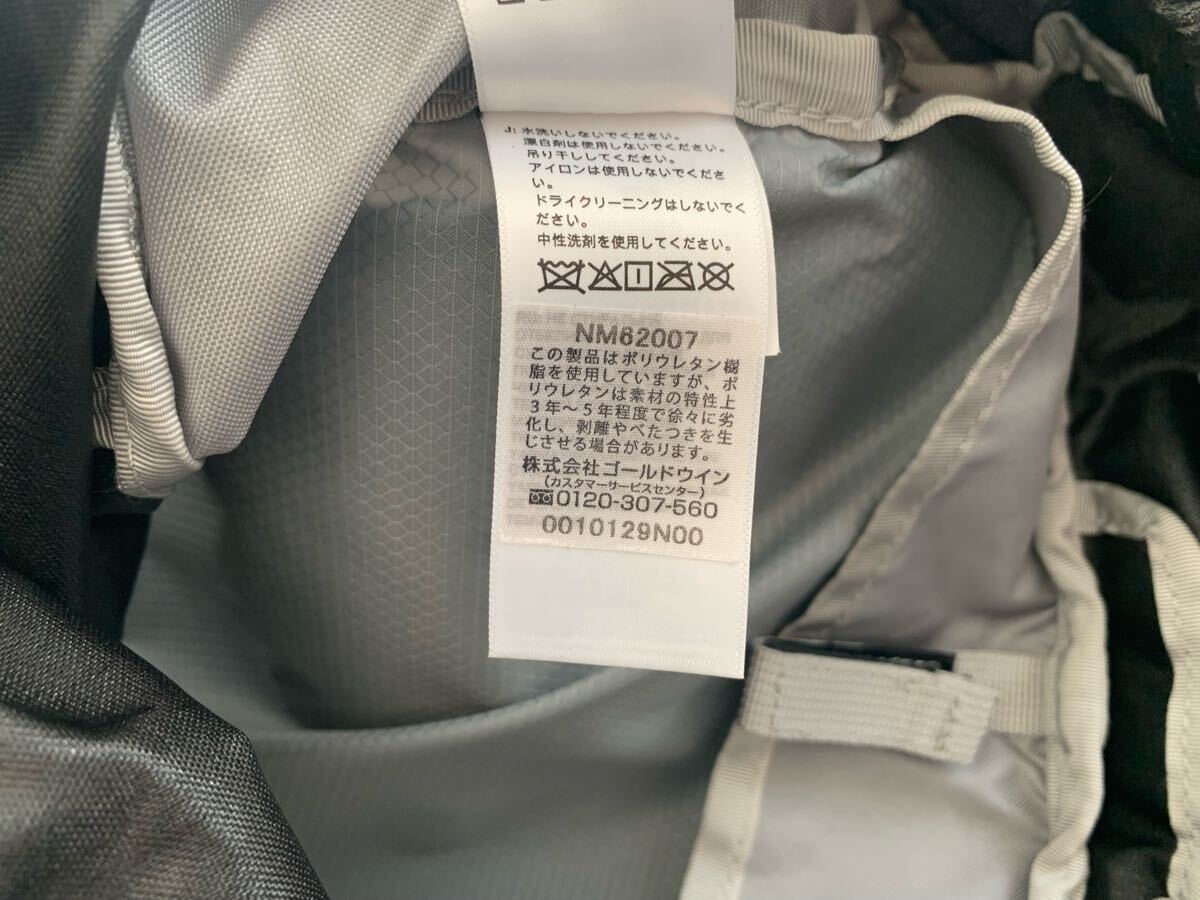 J: 水洗いしないでください。
漂白剤は使用しないでください。
吊り干ししてください。
アイロンは使用しないでくださ
い。
ドライクリーニングはしないでく
ださい。
中性洗剤を使用してください。
NM62007
この製品はポリウレタン樹
脂を使用していますが、ポ
リウレタンは素材の特性上
3年~5年程度で徐々に劣
化し、剥離やべたつきを生
じさせる場合があります。
株式会社ゴールドウイン
(カスタマーサービスセンター)
0120-307-560
0010129N00